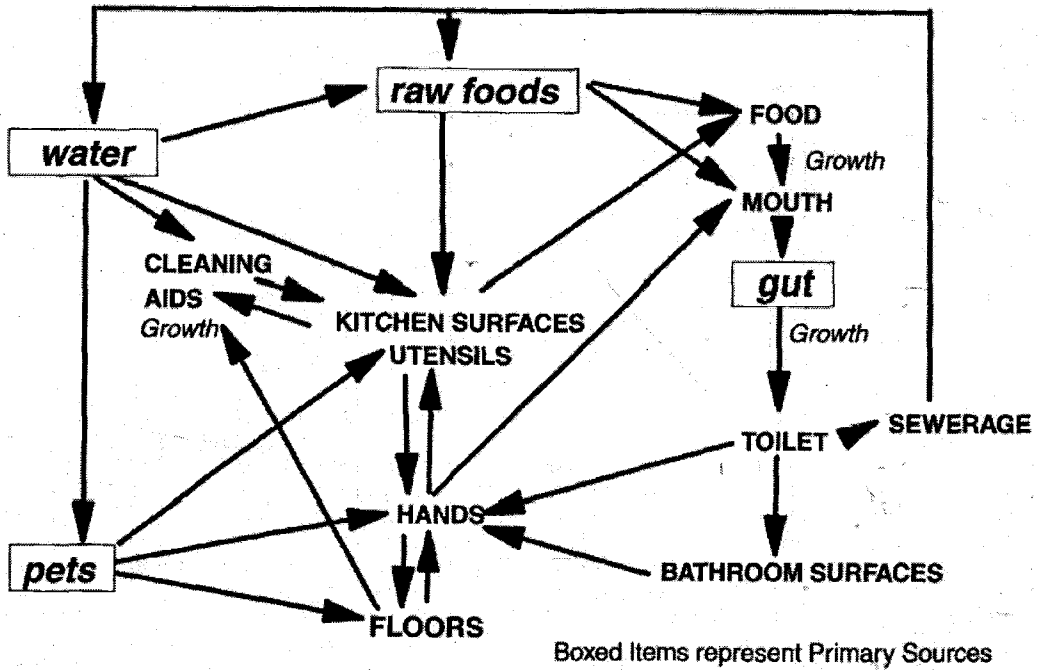 raw foods
FOOD
water
Growth
MOUTH
CLEANING
AIDS
Growth
gut
KITCHEN SURFACES
UTENSILS
Growth
TOILET
SEWERAGE
HANDS
pets
BATHROOM SURFACES
FLOORS
Boxed Items represent Primary Sources